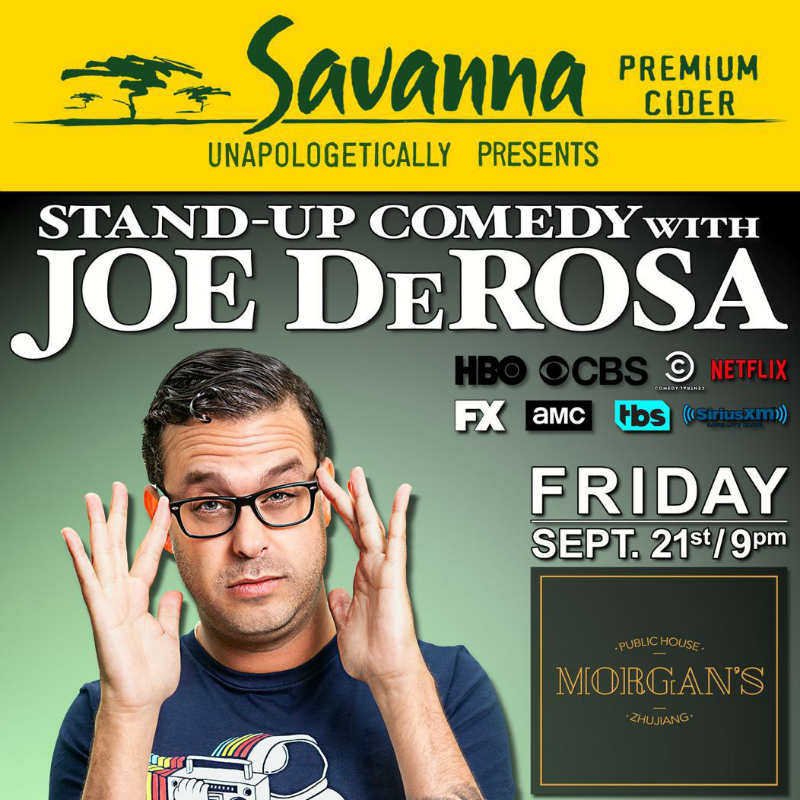 Savanna PREMIUM
CIDER
UNAPOLOGETICALLY PRESENTS
STAND-UP COMEDY WITH
JOE DEROSA
HBO CBS NETFLIX
FX aMC tbs ((SiriusXM))
FRIDAY
SEPT. 21st/9pm
·PUBLIC HOUSE·
MORGAN'S
·ZHUJIANG·